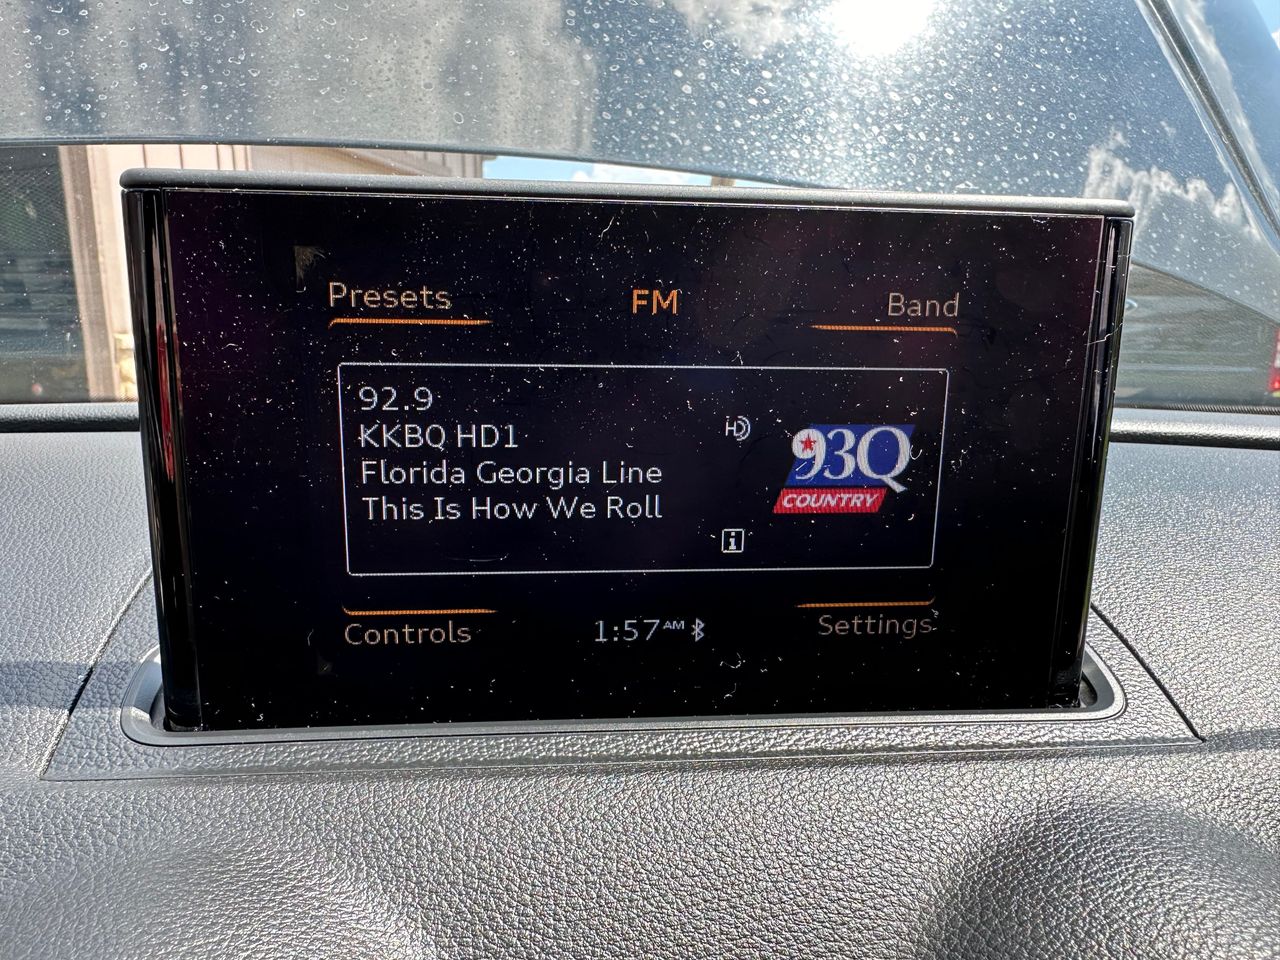 Presets
FM
Band
92.9
KKBQ HD1
Florida Georgia Line
This Is How We Roll
HD
93Q
COUNTRY
i
Controls
1:57 AM
Settings